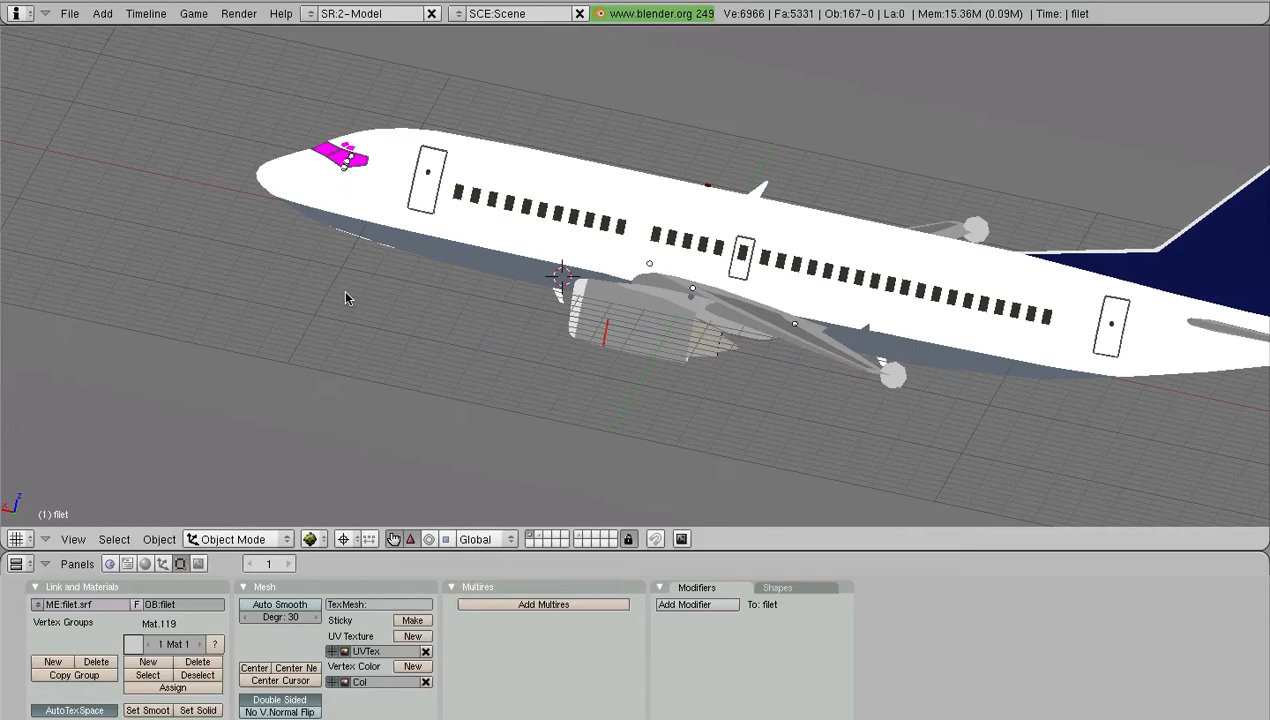 File Add Timeline Game Render Help SR:2-Model SCE:Scene www.blender.org 249 Ve:6966 | Fa:5331 | Ob:167-0 | La:0 | Mem:15.36M (0.09M) | Time: | filet
z
x
(1) filet
View Select Object Object Mode Global
Panels 1
Link and Materials Mesh Multires Modifiers Shapes
ME:filet.srf F OB:filet Auto Smooth TexMesh: Add Multires Add Modifier To: filet
Vertex Groups Mat.119 Degr: 30 Sticky Make
1 Mat 1 ? UV Texture New
UVTex
New Delete New Delete Center Center Ne Vertex Color New
Copy Group Select Deselect Center Cursor Col
Assign
Double Sided
AutoTexSpace Set Smoot Set Solid No V.Normal Flip